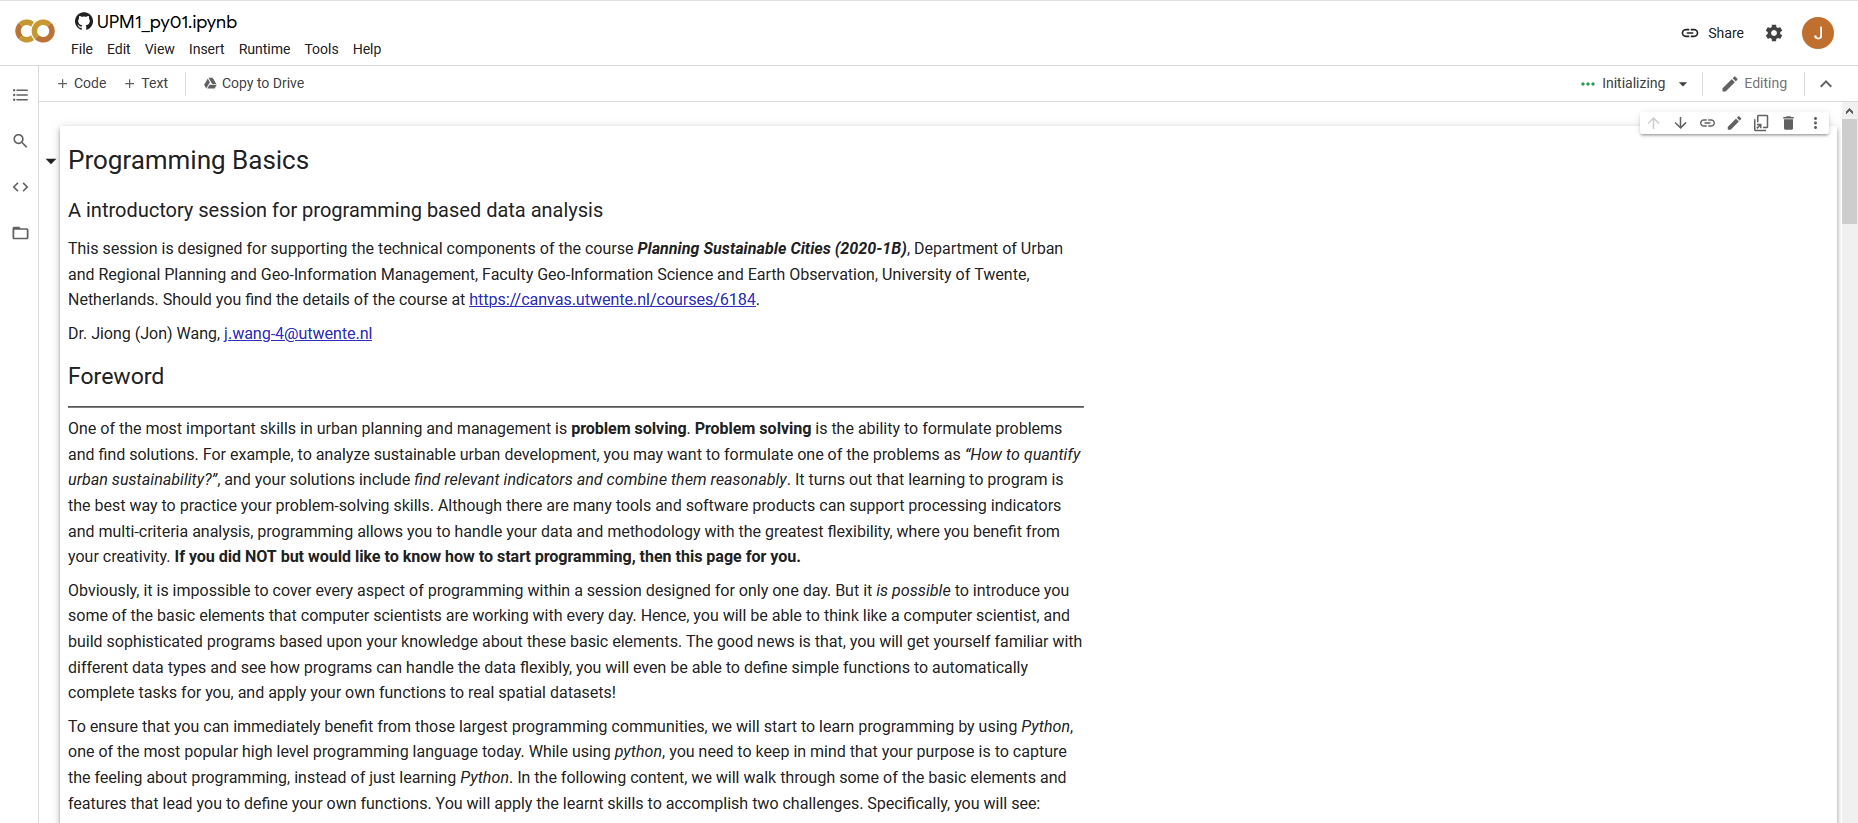 UPM1_py01.ipynb
File Edit View Insert Runtime Tools Help
Share
J
+ Code + Text Copy to Drive
Initializing
Editing
Programming Basics
A introductory session for programming based data analysis
This session is designed for supporting the technical components of the course Planning Sustainable Cities (2020-1B), Department of Urban
and Regional Planning and Geo-Information Management, Faculty Geo-Information Science and Earth Observation, University of Twente,
Netherlands. Should you find the details of the course at https://canvas.utwente.nl/courses/6184.
Dr. Jiong (Jon) Wang, j.wang-4@utwente.nl
Foreword
One of the most important skills in urban planning and management is problem solving. Problem solving is the ability to formulate problems
and find solutions. For example, to analyze sustainable urban development, you may want to formulate one of the problems as “How to quantify
urban sustainability?”, and your solutions include find relevant indicators and combine them reasonably. It turns out that learning to program is
the best way to practice your problem-solving skills. Although there are many tools and software products can support processing indicators
and multi-criteria analysis, programming allows you to handle your data and methodology with the greatest flexibility, where you benefit from
your creativity. If you did NOT but would like to know how to start programming, then this page for you.
Obviously, it is impossible to cover every aspect of programming within a session designed for only one day. But it is possible to introduce you
some of the basic elements that computer scientists are working with every day. Hence, you will be able to think like a computer scientist, and
build sophisticated programs based upon your knowledge about these basic elements. The good news is that, you will get yourself familiar with
different data types and see how programs can handle the data flexibly, you will even be able to define simple functions to automatically
complete tasks for you, and apply your own functions to real spatial datasets!
To ensure that you can immediately benefit from those largest programming communities, we will start to learn programming by using Python,
one of the most popular high level programming language today. While using python, you need to keep in mind that your purpose is to capture
the feeling about programming, instead of just learning Python. In the following content, we will walk through some of the basic elements and
features that lead you to define your own functions. You will apply the learnt skills to accomplish two challenges. Specifically, you will see: